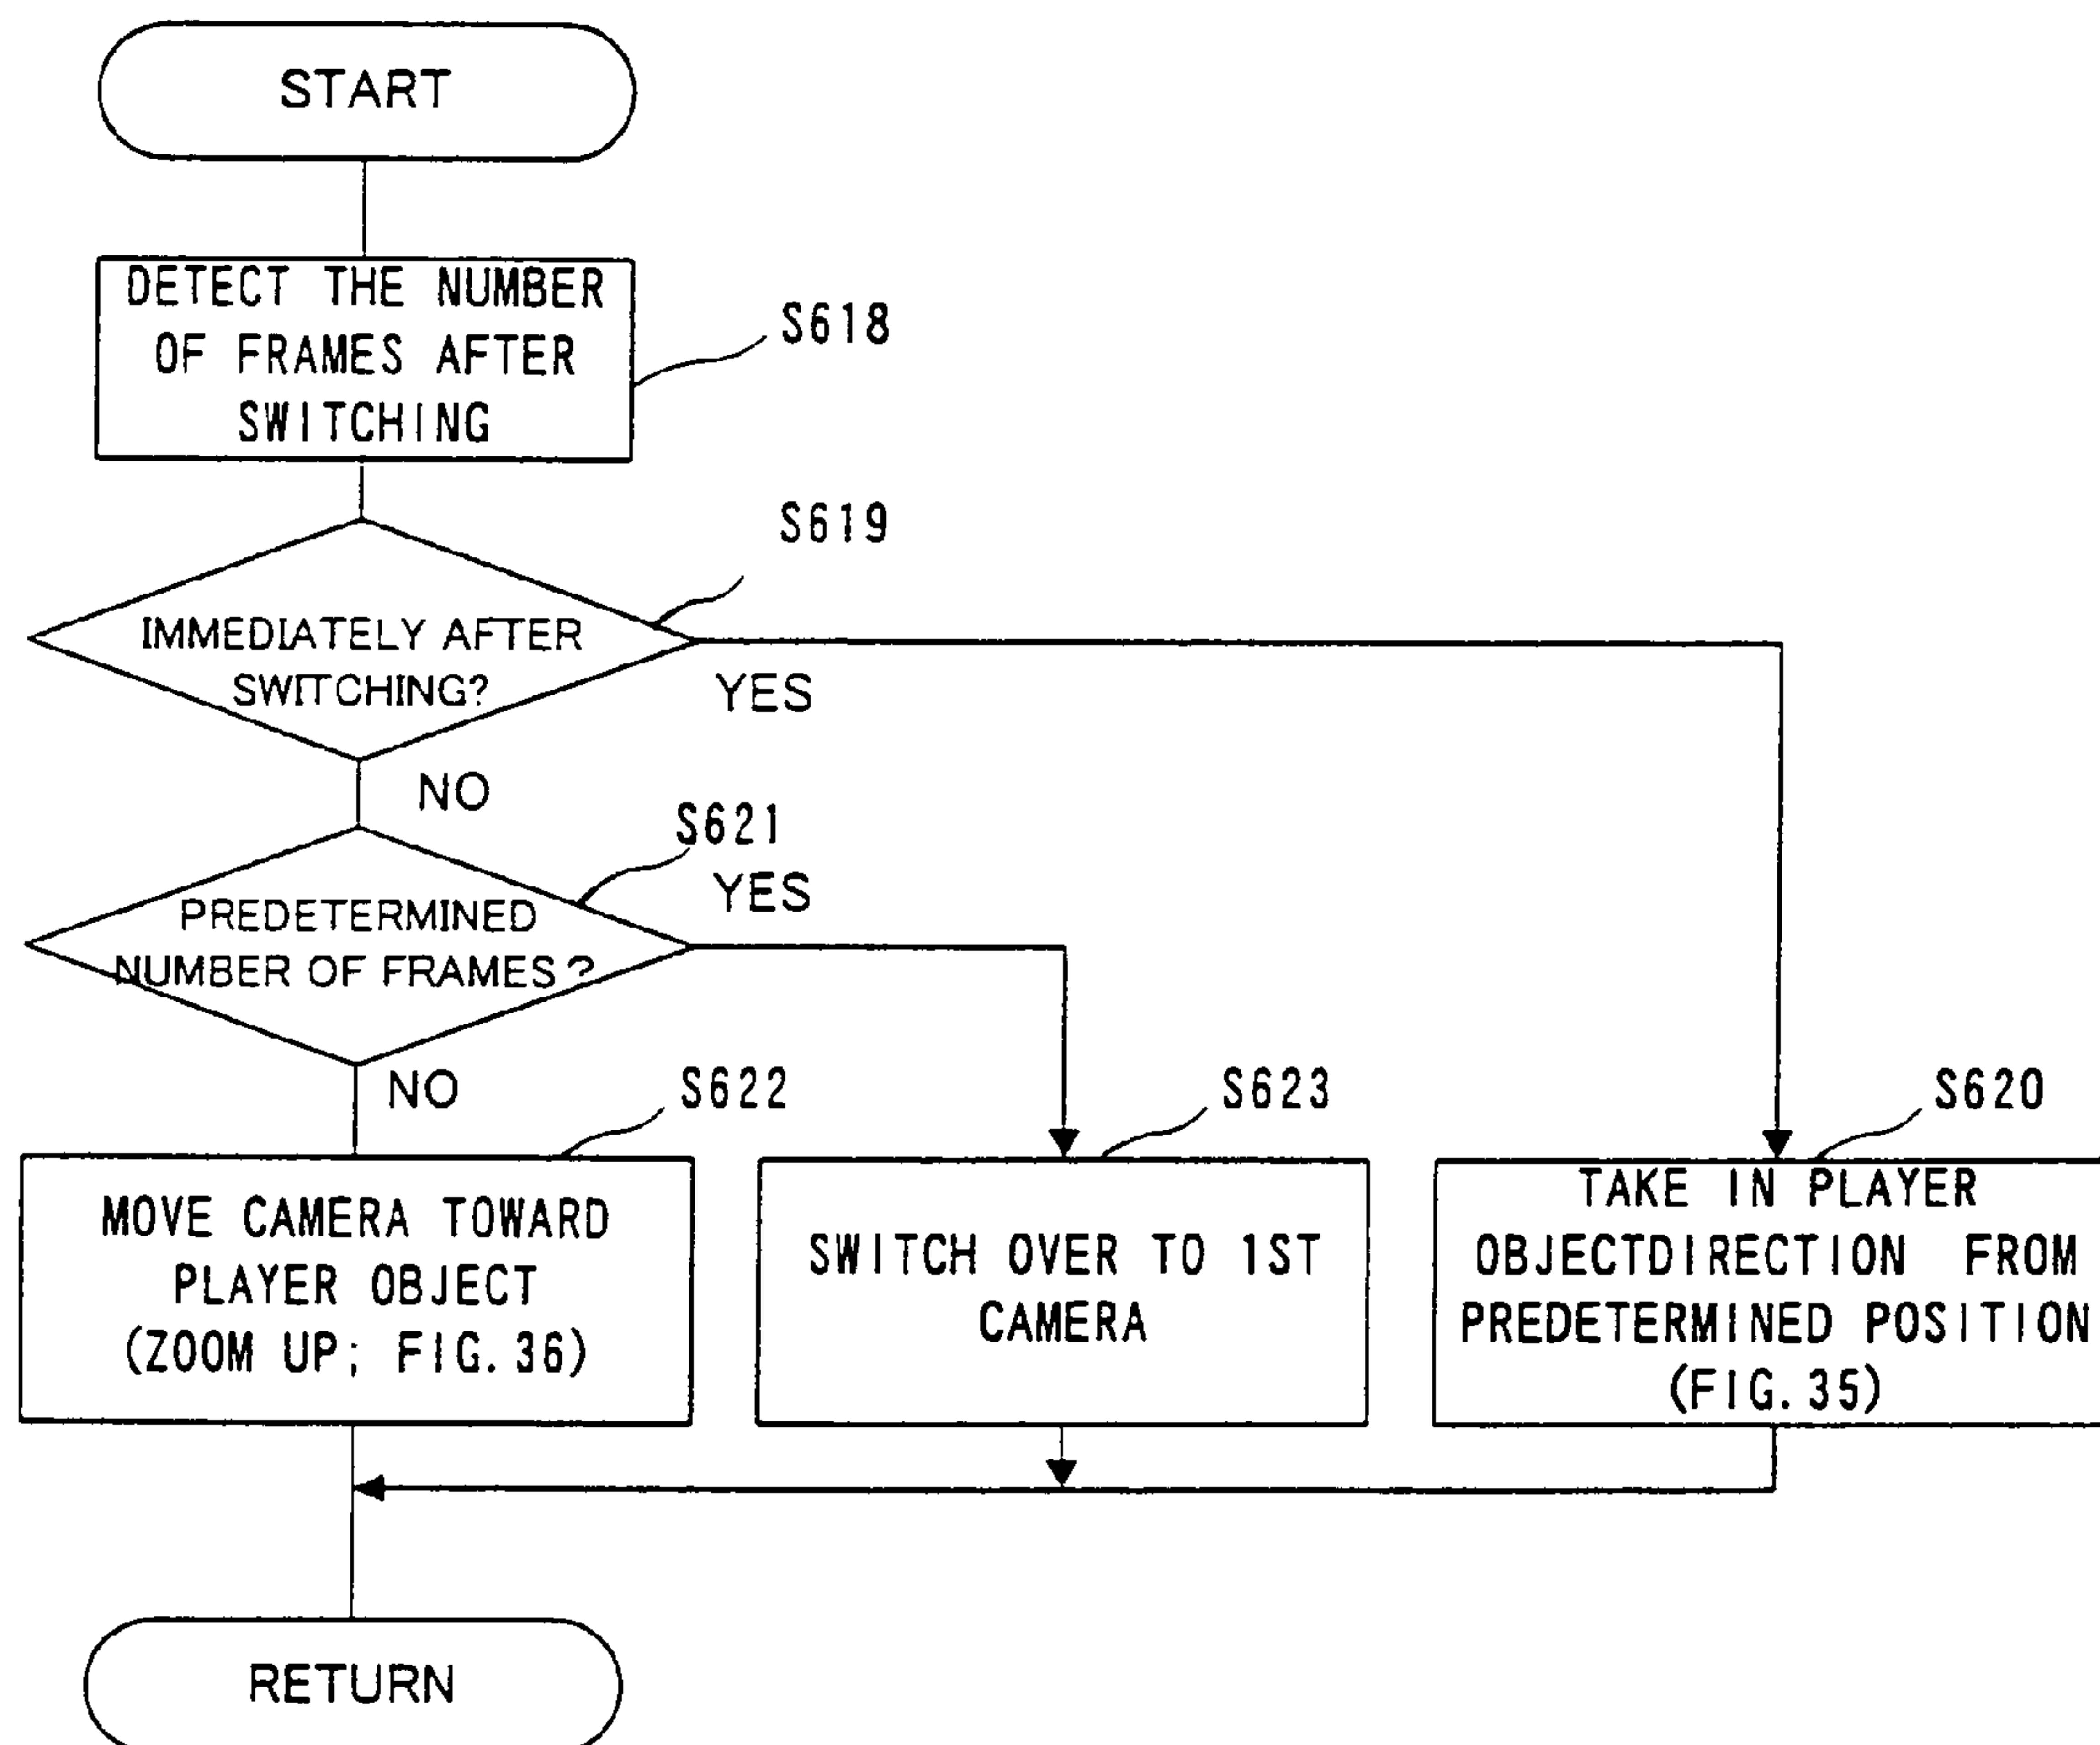 START
DETECT THE NUMBER
OF FRAMES AFTER
SWITCHING
S618
S619
IMMEDIATELY AFTER
SWITCHING?
YES
NO
S621
YES
PREDETERMINED
NUMBER OF FRAMES?
NO
S622
S623
S620
MOVE CAMERA TOWARD
PLAYER OBJECT
(ZOOM UP; FIG.36)
SWITCH OVER TO 1ST
CAMERA
TAKE IN PLAYER
OBJECTDIRECTION FROM
PREDETERMINED POSITION
(FIG.35)
RETURN